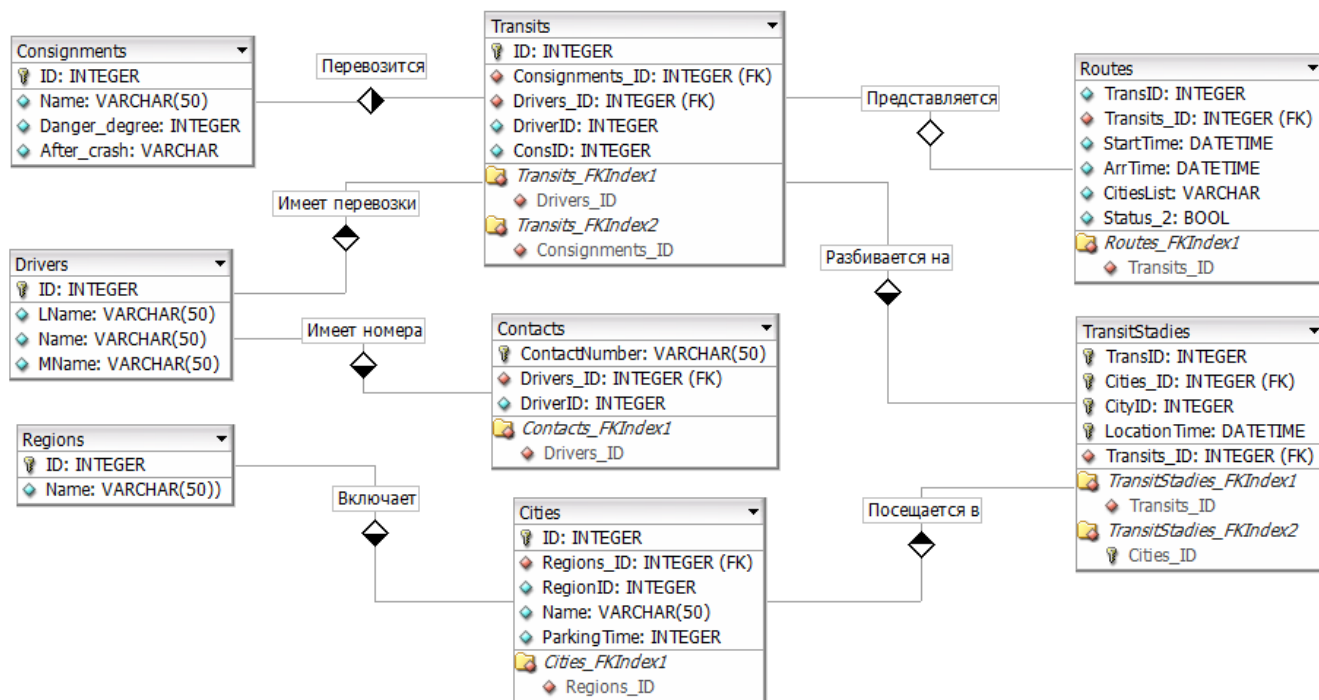 Consignments
ID: INTEGER
Name: VARCHAR(50)
Danger_degree: INTEGER
After_crash: VARCHAR
Перевозится
Transits
ID: INTEGER
Consignments_ID: INTEGER (FK)
Drivers_ID: INTEGER (FK)
DriverID: INTEGER
ConsID: INTEGER
Transits_FKIndex1
Drivers_ID
Transits_FKIndex2
Consignments_ID
Представляется
Routes
TransID: INTEGER
Transits_ID: INTEGER (FK)
StartTime: DATETIME
ArrTime: DATETIME
CitiesList: VARCHAR
Status_2: BOOL
Routes_FKIndex1
Transits_ID
Имеет перевозки
Разбивается на
Drivers
ID: INTEGER
LName: VARCHAR(50)
Name: VARCHAR(50)
MName: VARCHAR(50)
Имеет номера
Contacts
ContactNumber: VARCHAR(50)
Drivers_ID: INTEGER (FK)
DriverID: INTEGER
Contacts_FKIndex1
Drivers_ID
TransitStadies
TransID: INTEGER
Cities_ID: INTEGER (FK)
CityID: INTEGER
LocationTime: DATETIME
Transits_ID: INTEGER (FK)
TransitStadies_FKIndex1
Transits_ID
TransitStadies_FKIndex2
Cities_ID
Regions
ID: INTEGER
Name: VARCHAR(50))
Включает
Посещается в
Cities
ID: INTEGER
Regions_ID: INTEGER (FK)
RegionID: INTEGER
Name: VARCHAR(50)
ParkingTime: INTEGER
Cities_FKIndex1
Regions_ID